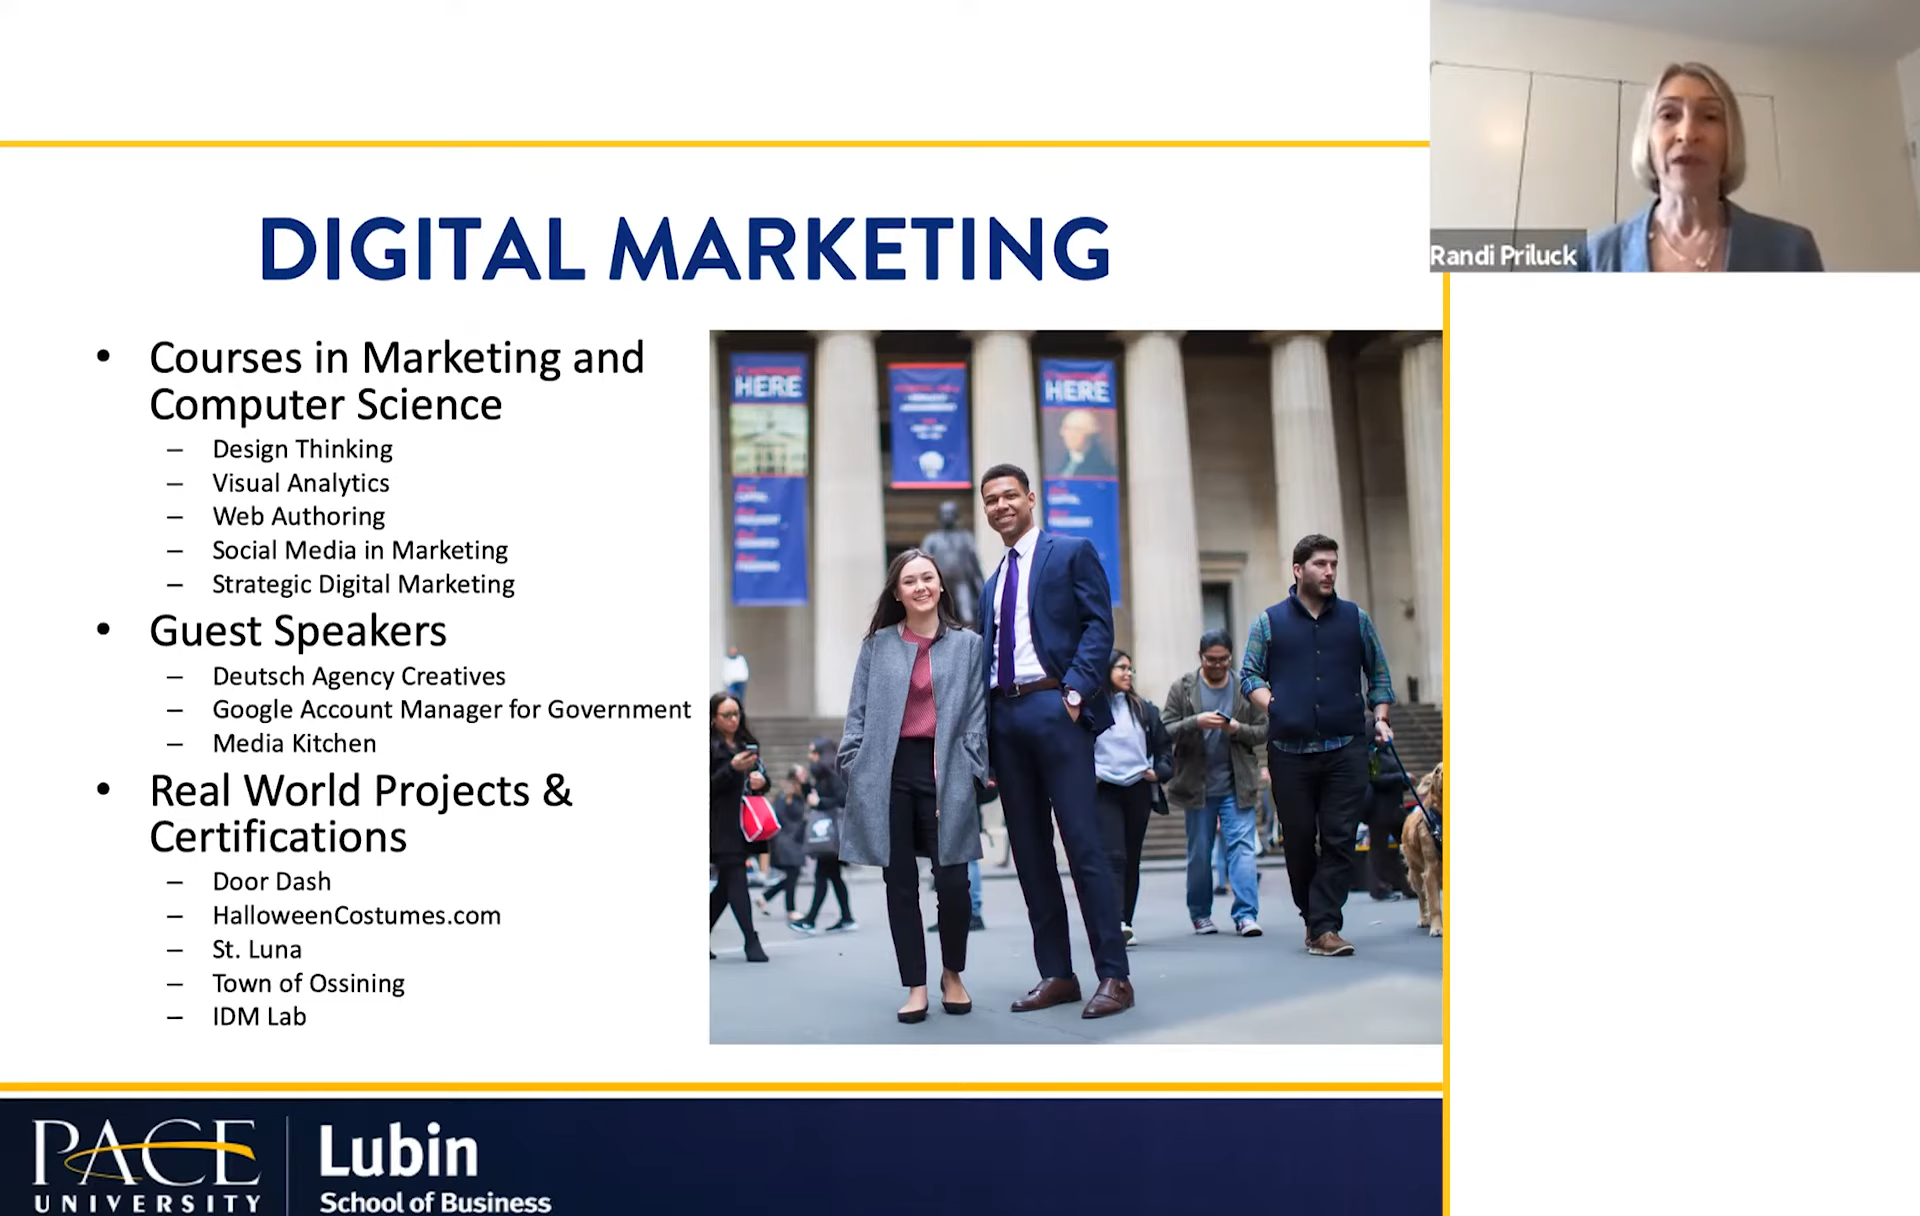 DIGITAL MARKETING
Randi Priluck
• Courses in Marketing and
Computer Science
– Design Thinking
– Visual Analytics
– Web Authoring
– Social Media in Marketing
– Strategic Digital Marketing
• Guest Speakers
– Deutsch Agency Creatives
– Google Account Manager for Government
– Media Kitchen
• Real World Projects &
Certifications
– Door Dash
– HalloweenCostumes.com
– St. Luna
– Town of Ossining
– IDM Lab
HERE
HERE
PACE
UNIVERSITY
Lubin
School of Business